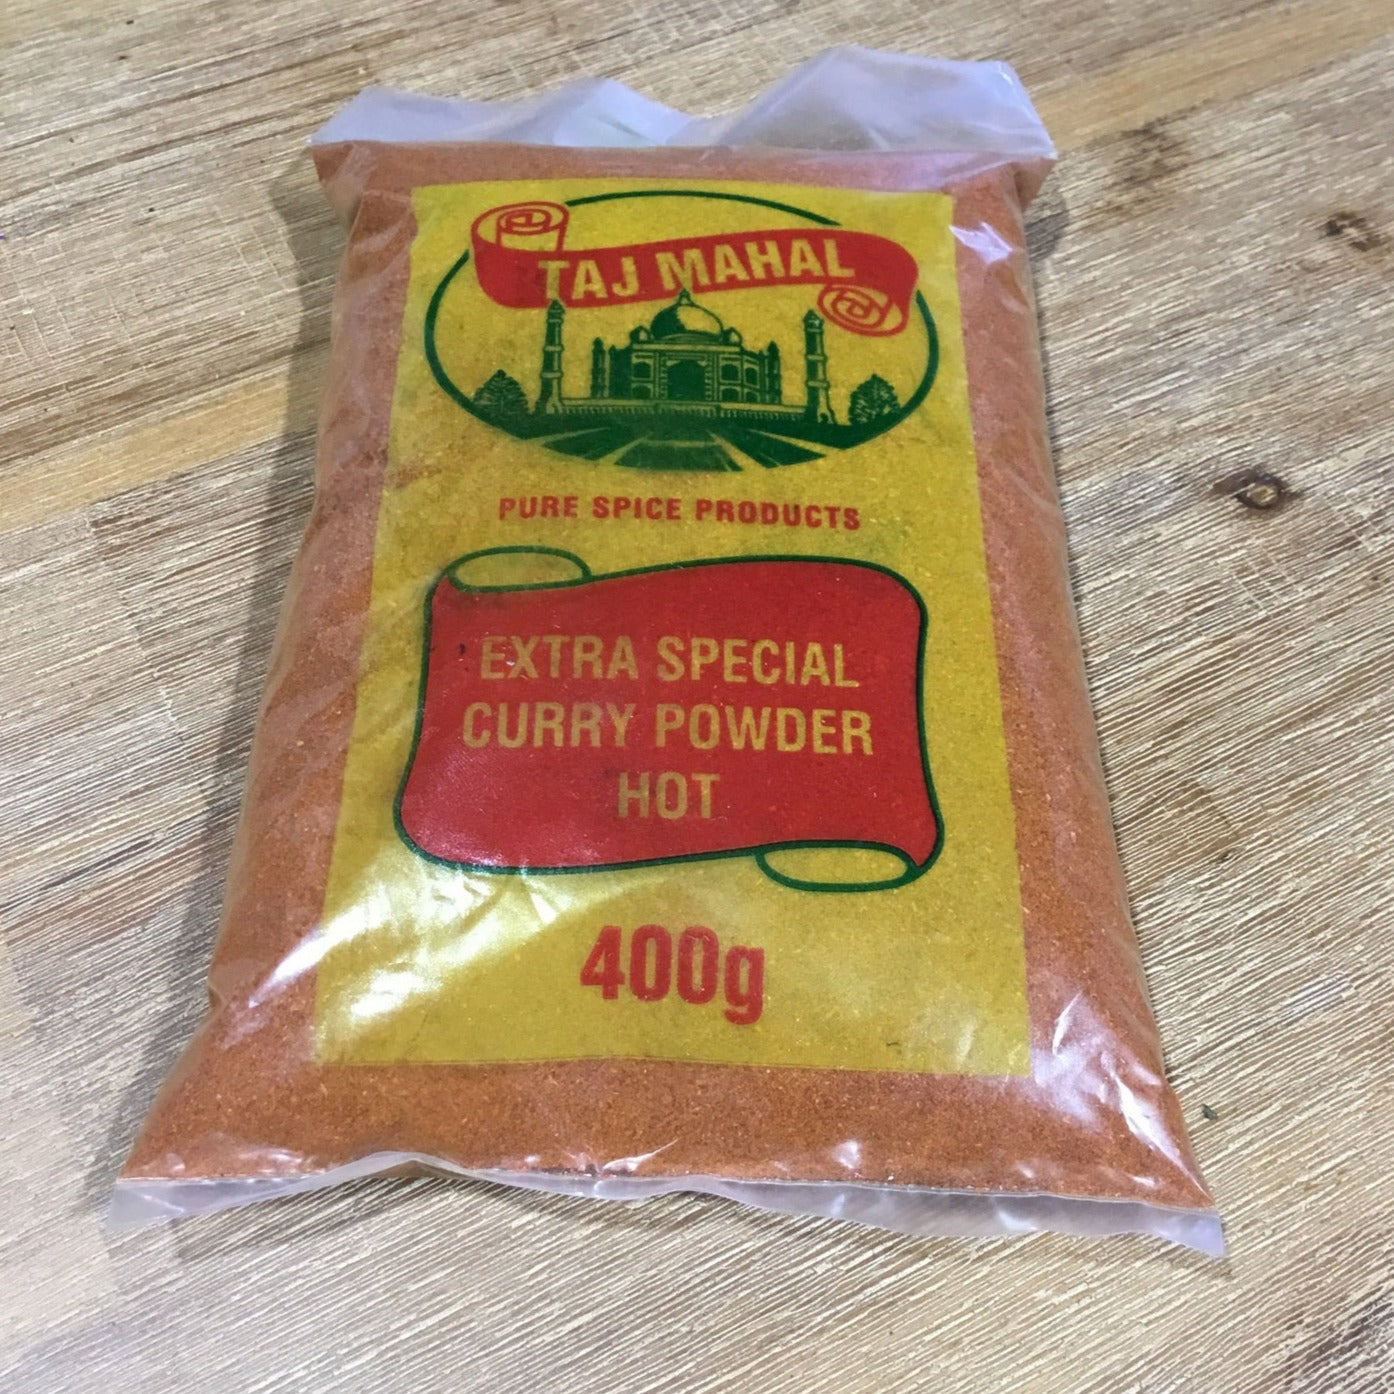 TAJ MAHAL
PURE SPICE PRODUCTS
EXTRA SPECIAL
CURRY POWDER
HOT
400g